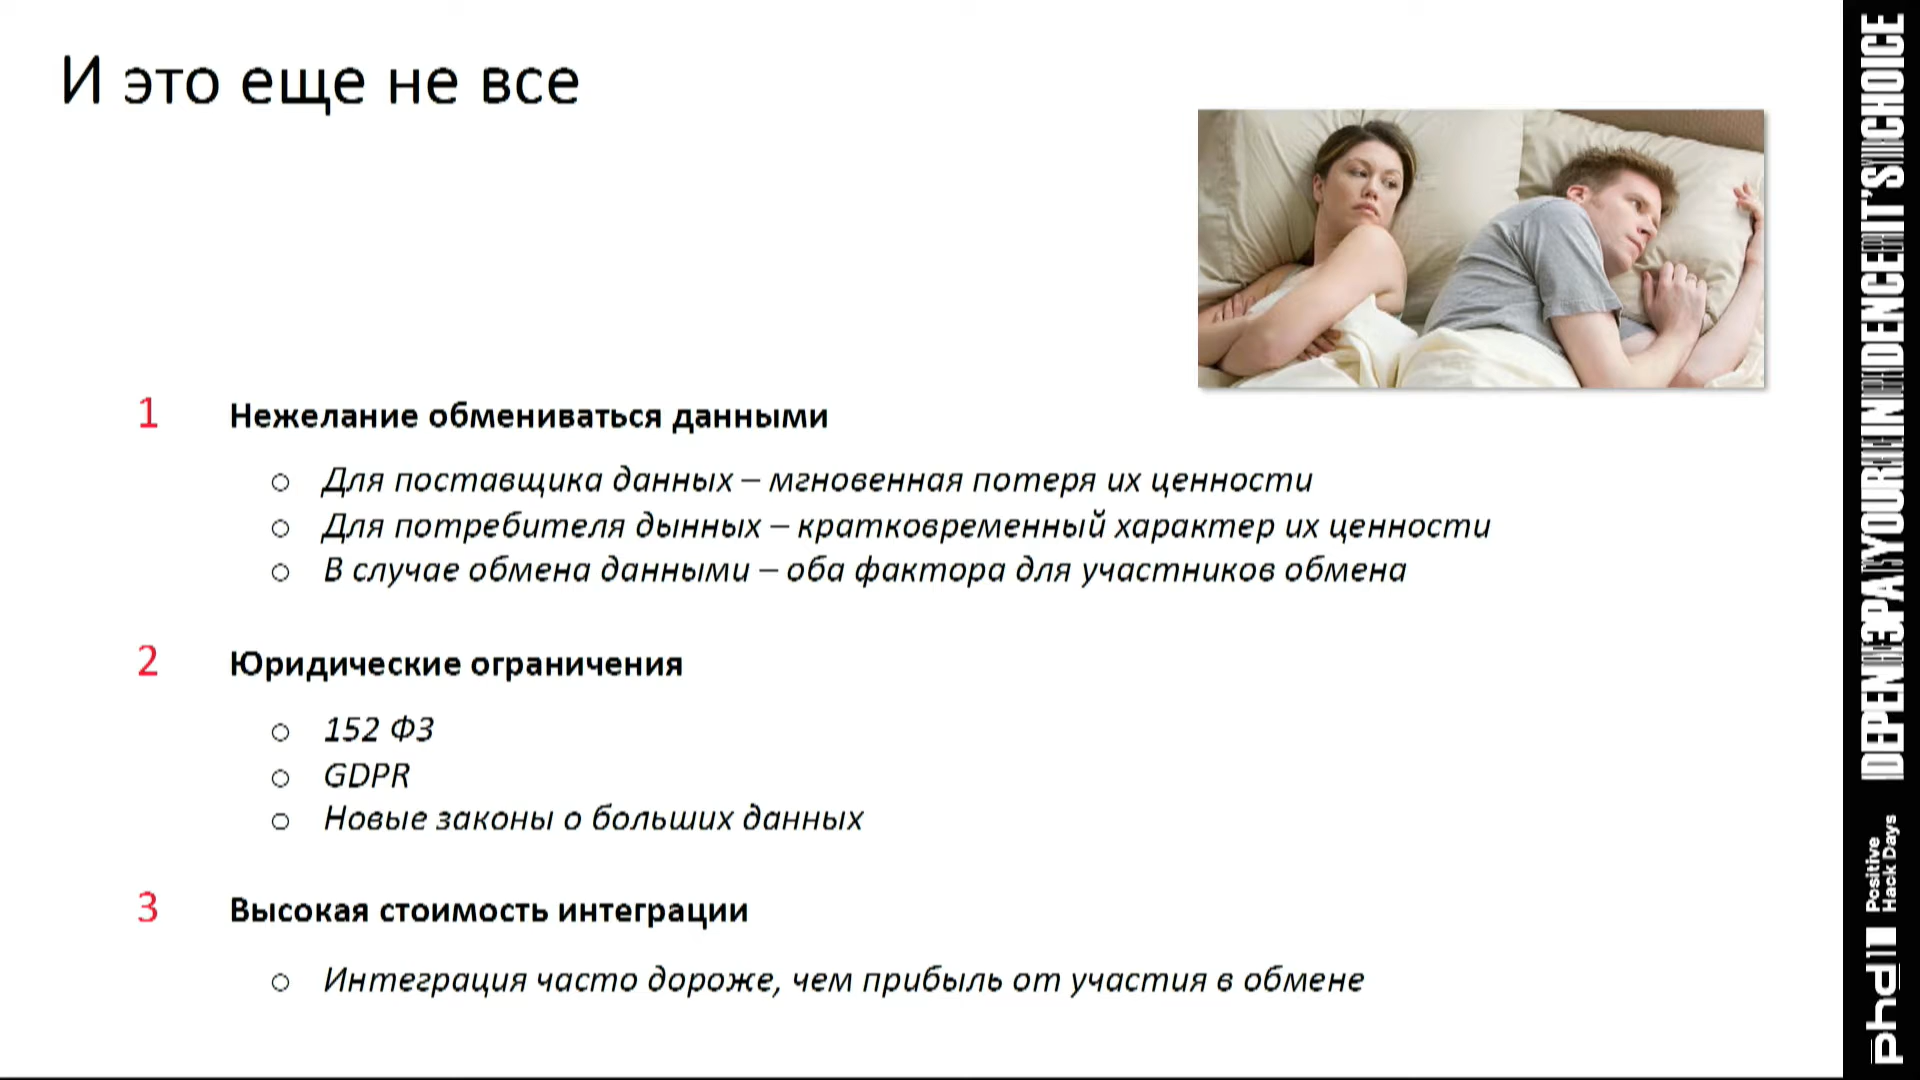 И это еще не все
1 Нежелание обмениваться данными
o Для поставщика данных – мгновенная потеря их ценности
o Для потребителя дынных – кратковременный характер их ценности
o В случае обмена данными – оба фактора для участников обмена
2 Юридические ограничения
o 152 ФЗ
o GDPR
o Новые законы о больших данных
3 Высокая стоимость интеграции
o Интеграция часто дороже, чем прибыль от участия в обмене
Positive
Hack Days
phd11